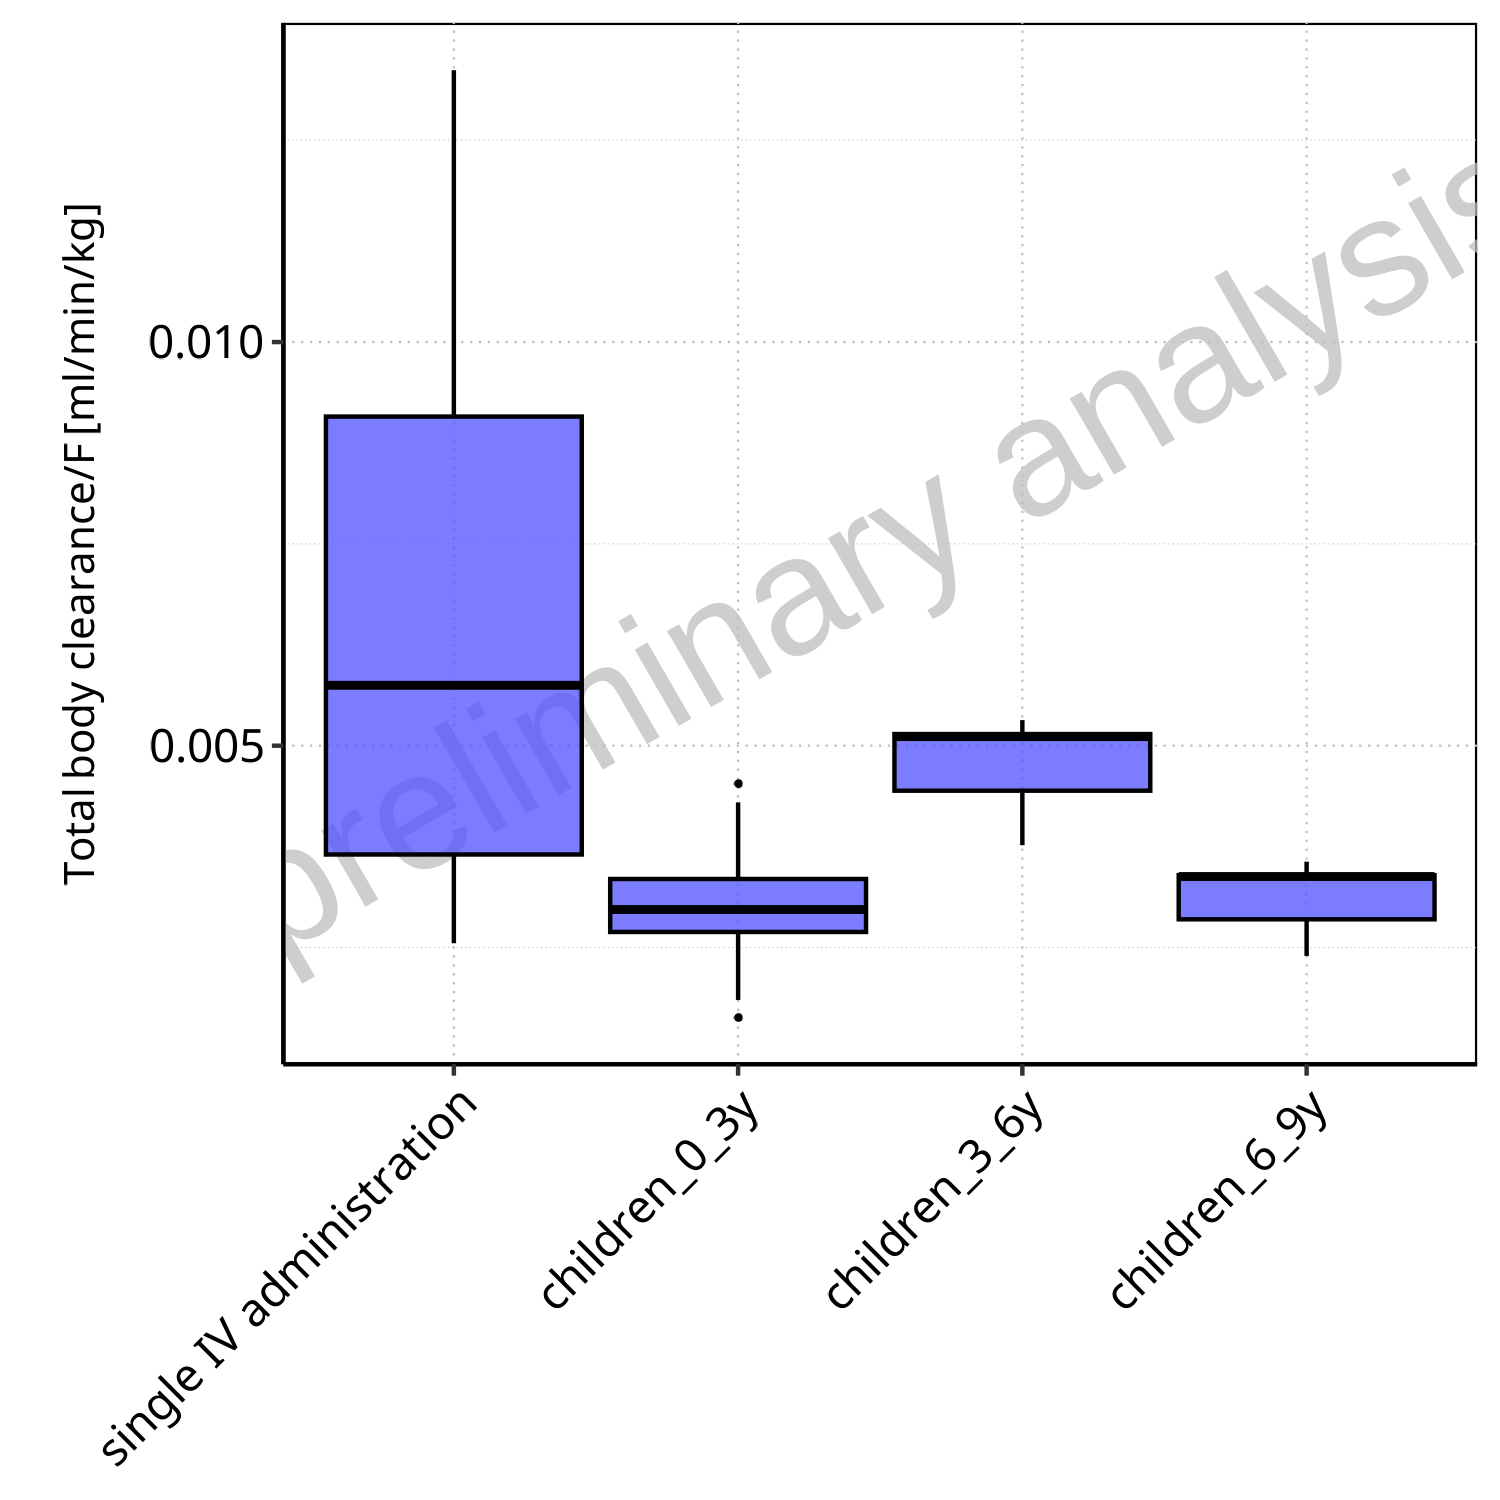 Total body clearance/F [ml/min/kg]
0.010
0.005
preliminary analysis
single IV administration
children_0_3y
children_3_6y
children_6_9y